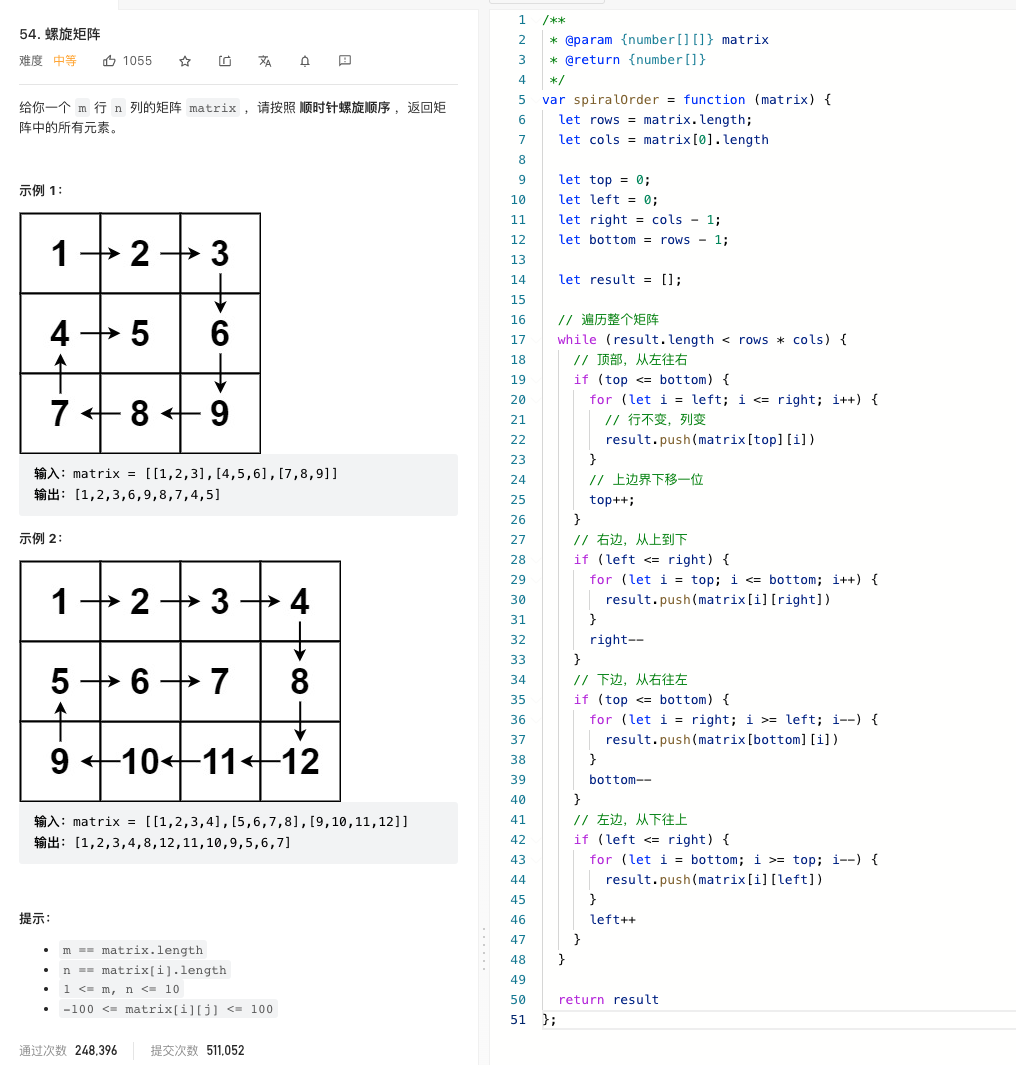 54. 螺旋矩阵
难度 中等 1055
给你一个 m 行 n 列的矩阵 matrix ，请按照 顺时针螺旋顺序 ，返回矩
阵中的所有元素。
示例 1：
1 2 3
4 5 6
7 8 9
输入：matrix = [[1,2,3],[4,5,6],[7,8,9]]
输出：[1,2,3,6,9,8,7,4,5]
示例 2：
1 2 3 4
5 6 7 8
9 10 11 12
输入：matrix = [[1,2,3,4],[5,6,7,8],[9,10,11,12]]
输出：[1,2,3,4,8,12,11,10,9,5,6,7]
提示：
m == matrix.length
n == matrix[i].length
1 <= m, n <= 10
-100 <= matrix[i][j] <= 100
通过次数 248,396 提交次数 511,052
1 /**
2 * @param {number[][]} matrix
3 * @return {number[]}
4 */
5 var spiralOrder = function (matrix) {
6 let rows = matrix.length;
7 let cols = matrix[0].length
8
9 let top = 0;
10 let left = 0;
11 let right = cols - 1;
12 let bottom = rows - 1;
13
14 let result = [];
15
16 // 遍历整个矩阵
17 while (result.length < rows * cols) {
18 // 顶部，从左往右
19 if (top <= bottom) {
20 for (let i = left; i <= right; i++) {
21 // 行不变，列变
22 result.push(matrix[top][i])
23 }
24 // 上边界下移一位
25 top++;
26 }
27 // 右边，从上到下
28 if (left <= right) {
29 for (let i = top; i <= bottom; i++) {
30 result.push(matrix[i][right])
31 }
32 right--
33 }
34 // 下边，从右往左
35 if (top <= bottom) {
36 for (let i = right; i >= left; i--) {
37 result.push(matrix[bottom][i])
38 }
39 bottom--
40 }
41 // 左边，从下往上
42 if (left <= right) {
43 for (let i = bottom; i >= top; i--) {
44 result.push(matrix[i][left])
45 }
46 left++
47 }
48 }
49
50 return result
51 };